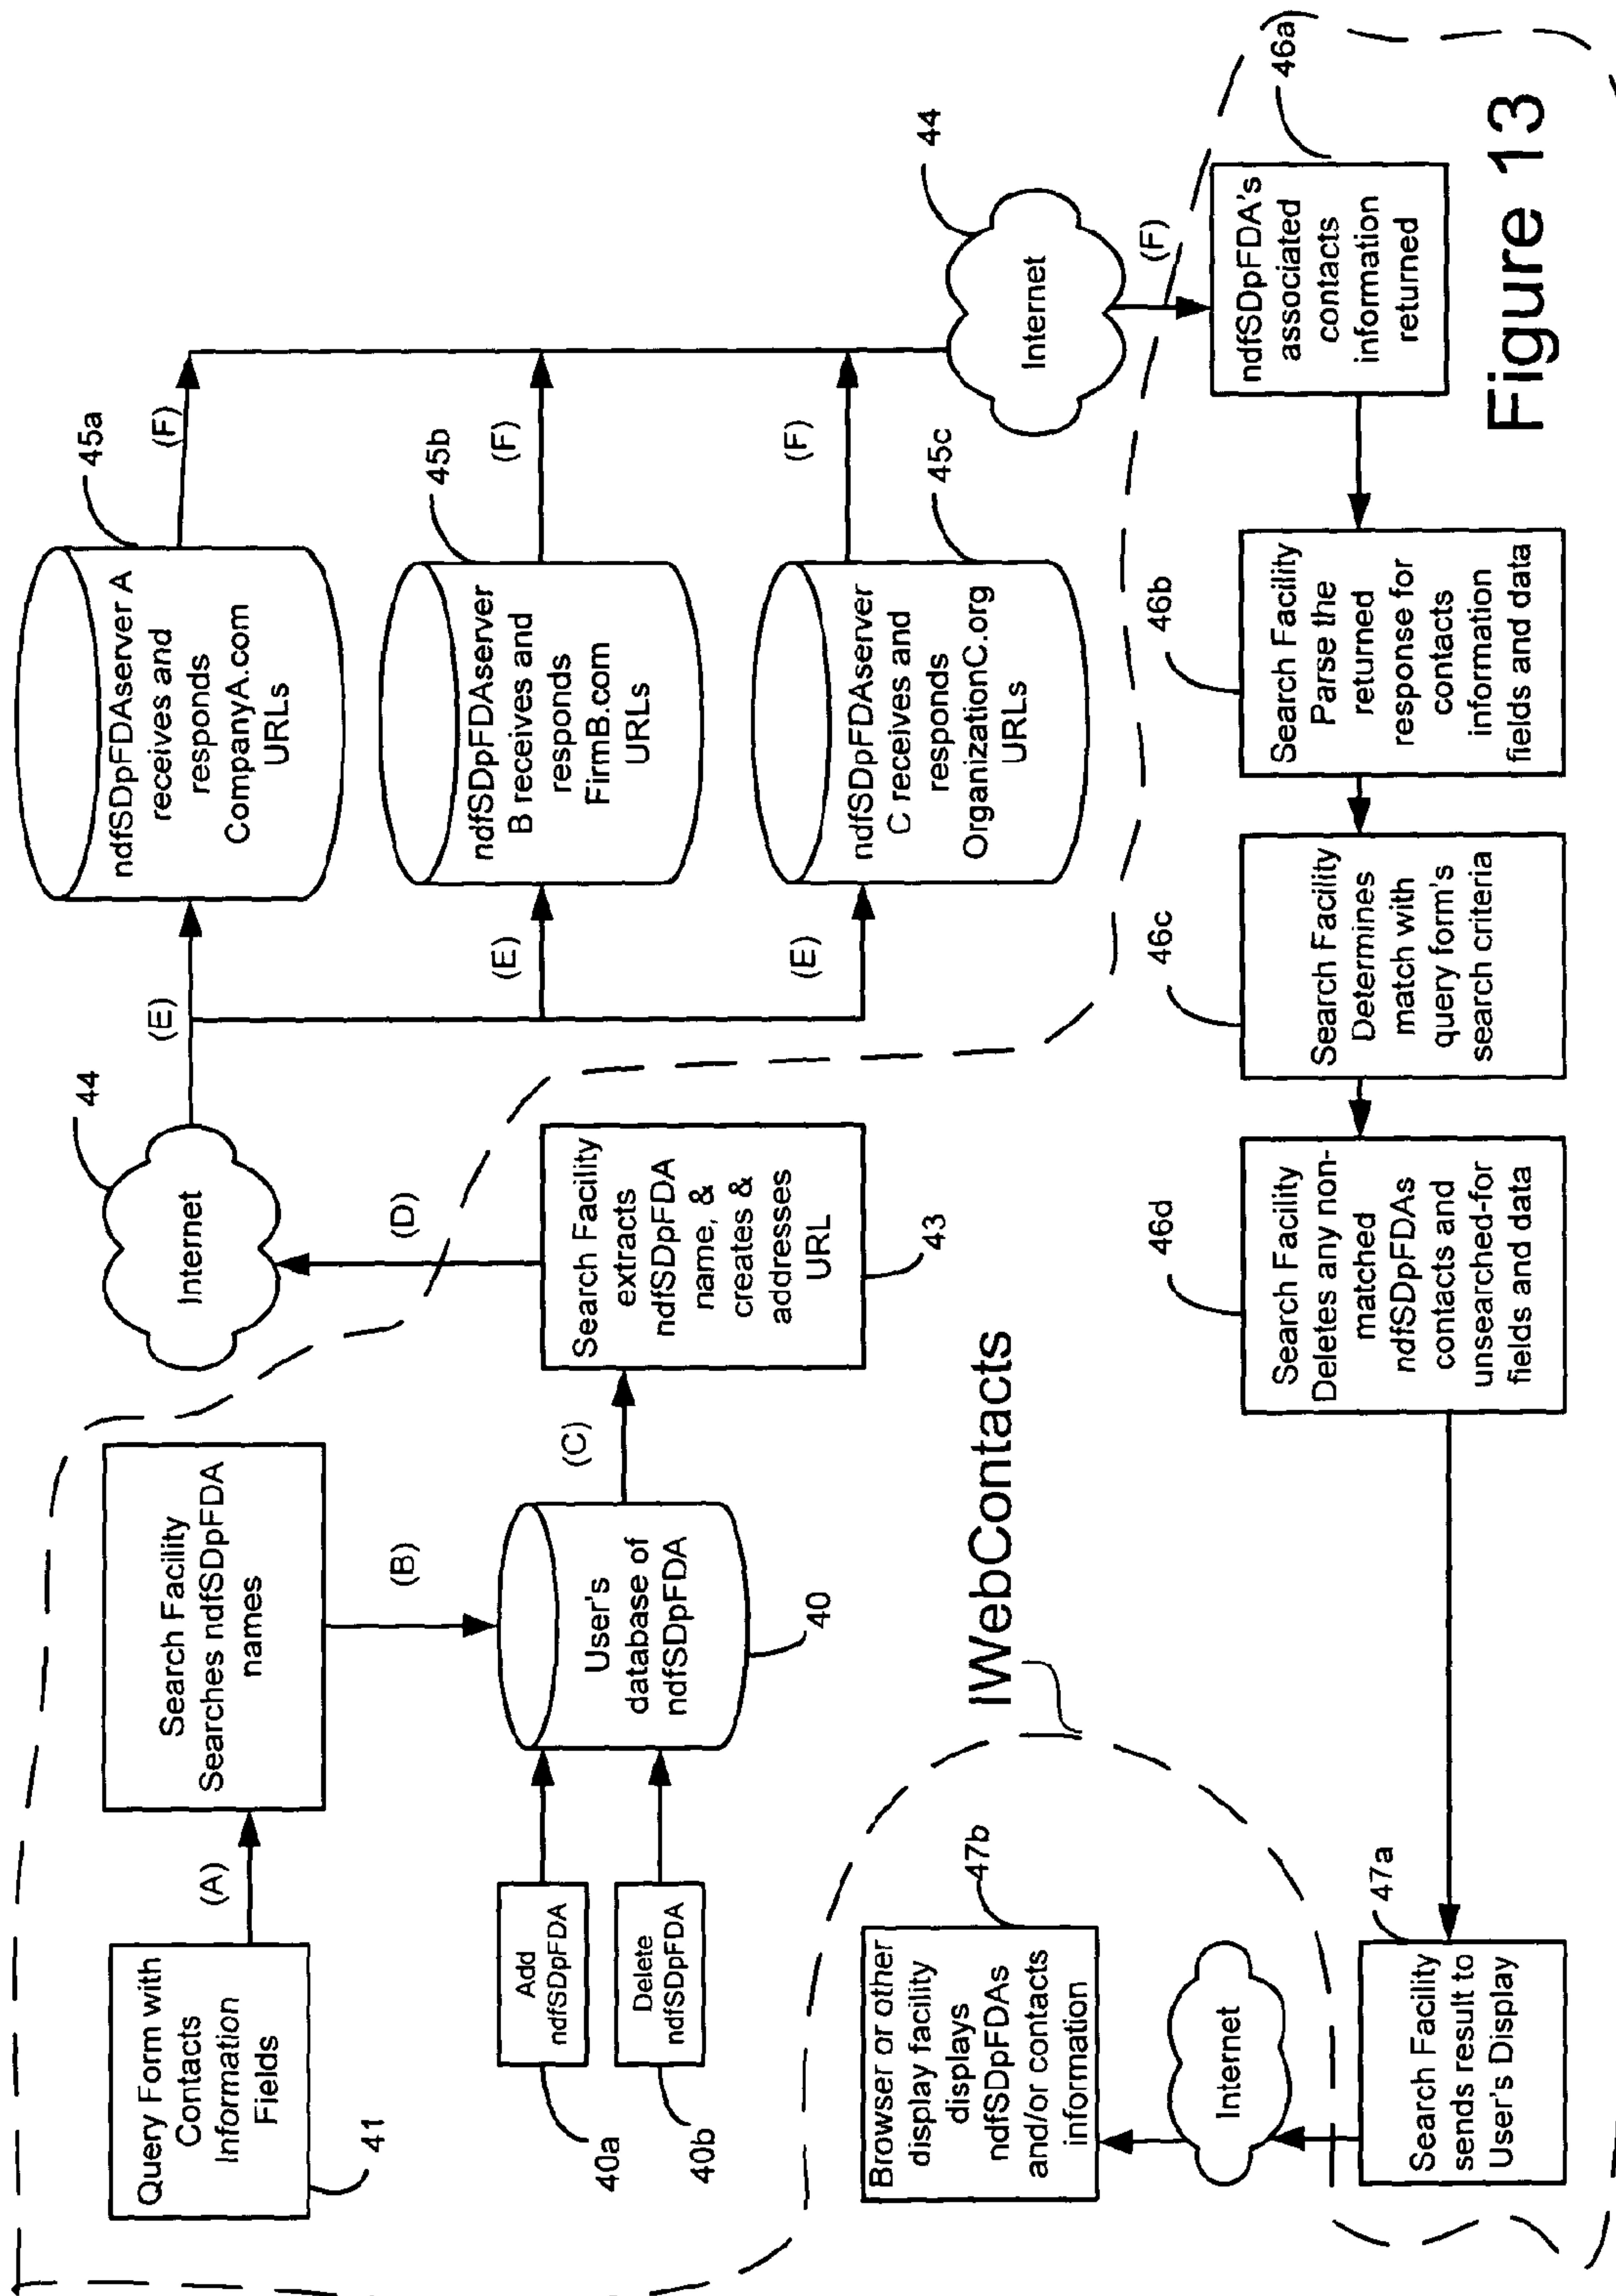 Query Form with
Contacts
Information
Fields
41
(A)
Search Facility
Searches ndfSDpFDA
names
(B)
Add
ndfSDpFDA
40a
Delete
ndfSDpFDA
40b
User's
database of
ndfSDpFDA
40
(C)
Search Facility
extracts
ndfSDpFDA
name, &
creates &
addresses
URL
43
(D)
Internet
44
(E)
(E)
(E)
ndfSDpFDAserver A
receives and
responds
CompanyA.com
URLs
45a
(F)
ndfSDpFDAserver
B receives and
responds
FirmB.com
URLs
45b
(F)
ndfSDpFDAserver
C receives and
responds
OrganizationC.org
URLs
45c
(F)
Internet
44
(F)
ndfSDpFDA's
associated
contacts
information
returned
46a
Search Facility
Parse the
returned
response for
contacts
information
fields and data
46b
Search Facility
Determines
match with
query form's
search criteria
46c
Search Facility
Deletes any non-
matched
ndfSDpFDAs
contacts and
unsearched-for
fields and data
46d
Search Facility
sends result to
User's Display
47a
Internet
Browser or other
display facility
displays
ndfSDpFDAs
and/or contacts
information
47b
IWebContacts
Figure 13